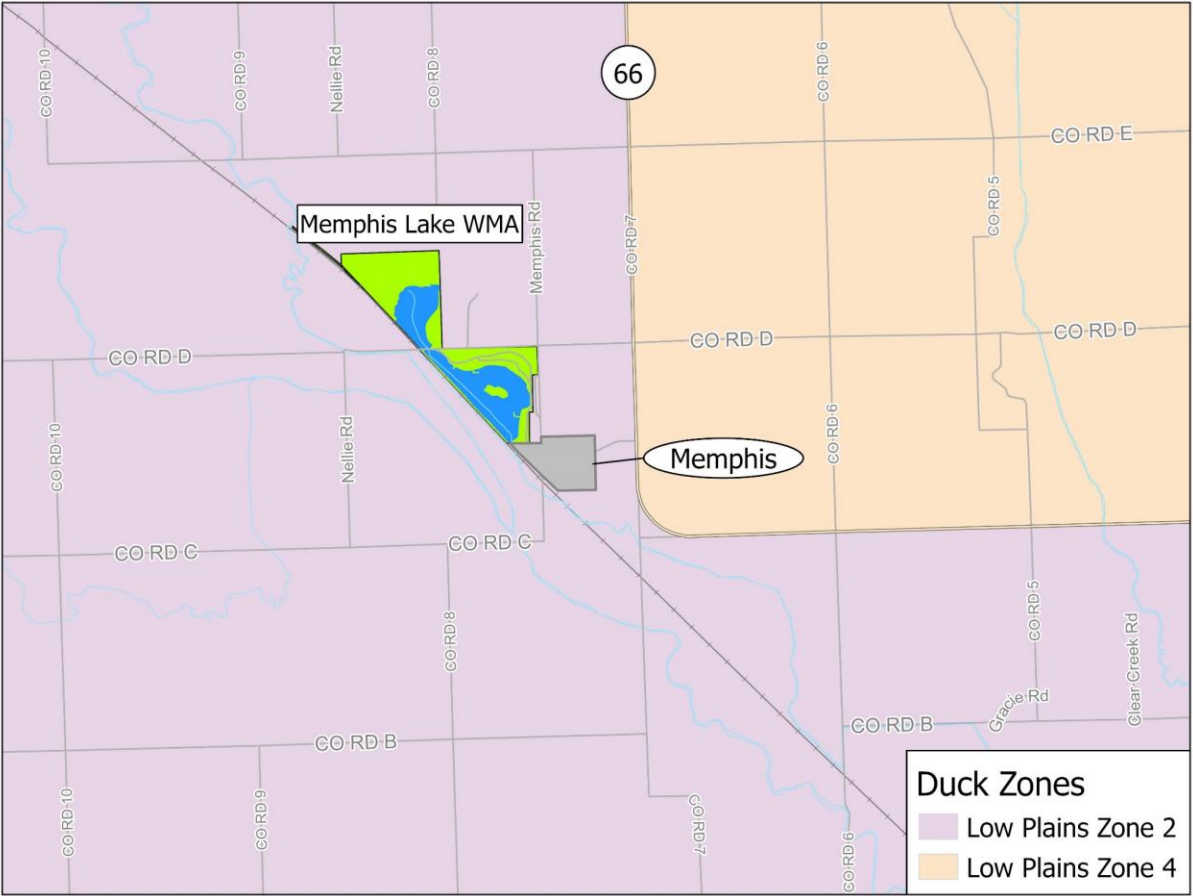 CO RD 10
CO RD 9
Nellie Rd
CO RD 8
66
CO RD 6
CO RD E
CO RD 5
Memphis Lake WMA
Memphis Rd
CO RD 7
CO RD D
CO RD D
CO RD D
CO RD 10
Nellie Rd
CO RD 6
Memphis
CO RD C
CO RD C
CO RD 8
CO RD 5
Clear Creek Rd
Gracie Rd
CO RD B
CO RD B
CO RD 10
CO RD 9
CO RD 7
CO RD 6
Duck Zones
Low Plains Zone 2
Low Plains Zone 4